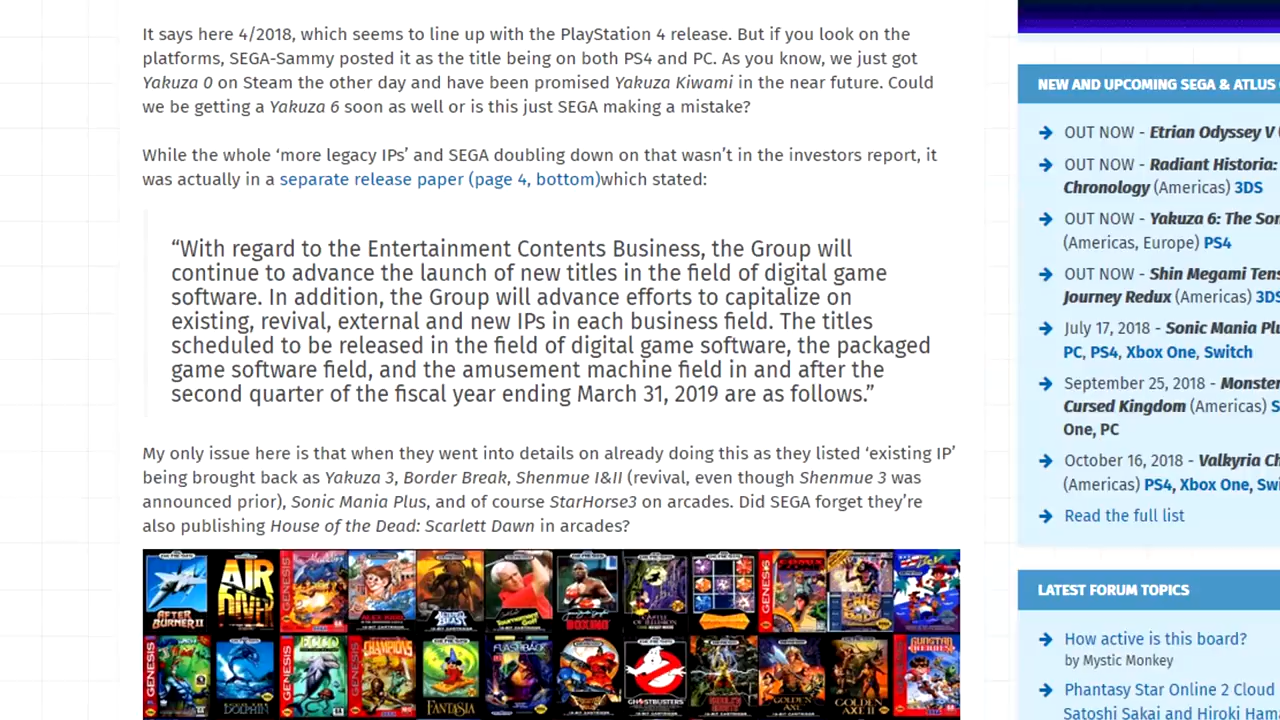 It says here 4/2018, which seems to line up with the PlayStation 4 release. But if you look on the
platforms, SEGA-Sammy posted it as the title being on both PS4 and PC. As you know, we just got
Yakuza 0 on Steam the other day and have been promised Yakuza Kiwami in the near future. Could
we be getting a Yakuza 6 soon as well or is this just SEGA making a mistake?
While the whole ‘more legacy IPs’ and SEGA doubling down on that wasn’t in the investors report, it
was actually in a separate release paper (page 4, bottom)which stated:
“With regard to the Entertainment Contents Business, the Group will
continue to advance the launch of new titles in the field of digital game
software. In addition, the Group will advance efforts to capitalize on
existing, revival, external and new IPs in each business field. The titles
scheduled to be released in the field of digital game software, the packaged
game software field, and the amusement machine field in and after the
second quarter of the fiscal year ending March 31, 2019 are as follows.”
My only issue here is that when they went into details on already doing this as they listed ‘existing IP’
being brought back as Yakuza 3, Border Break, Shenmue I&II (revival, even though Shenmue 3 was
announced prior), Sonic Mania Plus, and of course StarHorse3 on arcades. Did SEGA forget they’re
also publishing House of the Dead: Scarlett Dawn in arcades?
AFTER BURNER II
AIR DIVER
GENESIS
ALTERED BEAST
BOXING
CASTLE OF ILLUSION
GENESIS
COMIX
GENESIS
DOLPHIN
GENESIS
ECCO
CHAMPIONS
FANTASIA
FLASHBACK
GHOSTBUSTERS
GOLDEN AXE
GOLDEN AXE II
GUNSTAR HEROES
NEW AND UPCOMING SEGA & ATLUS
OUT NOW - Etrian Odyssey V
OUT NOW - Radiant Historia:
Chronology (Americas) 3DS
OUT NOW - Yakuza 6: The
(Americas, Europe) PS4
OUT NOW - Shin Megami
Journey Redux (Americas)
July 17, 2018 - Sonic Mania
PC, PS4, Xbox One, Switch
September 25, 2018 -
Cursed Kingdom (Americas)
One, PC
October 16, 2018 -
(Americas) PS4, Xbox One,
Read the full list
LATEST FORUM TOPICS
How active is this board?
by Mystic Monkey
Phantasy Star Online 2 Cloud
Satoshi Sakai and Hiroki